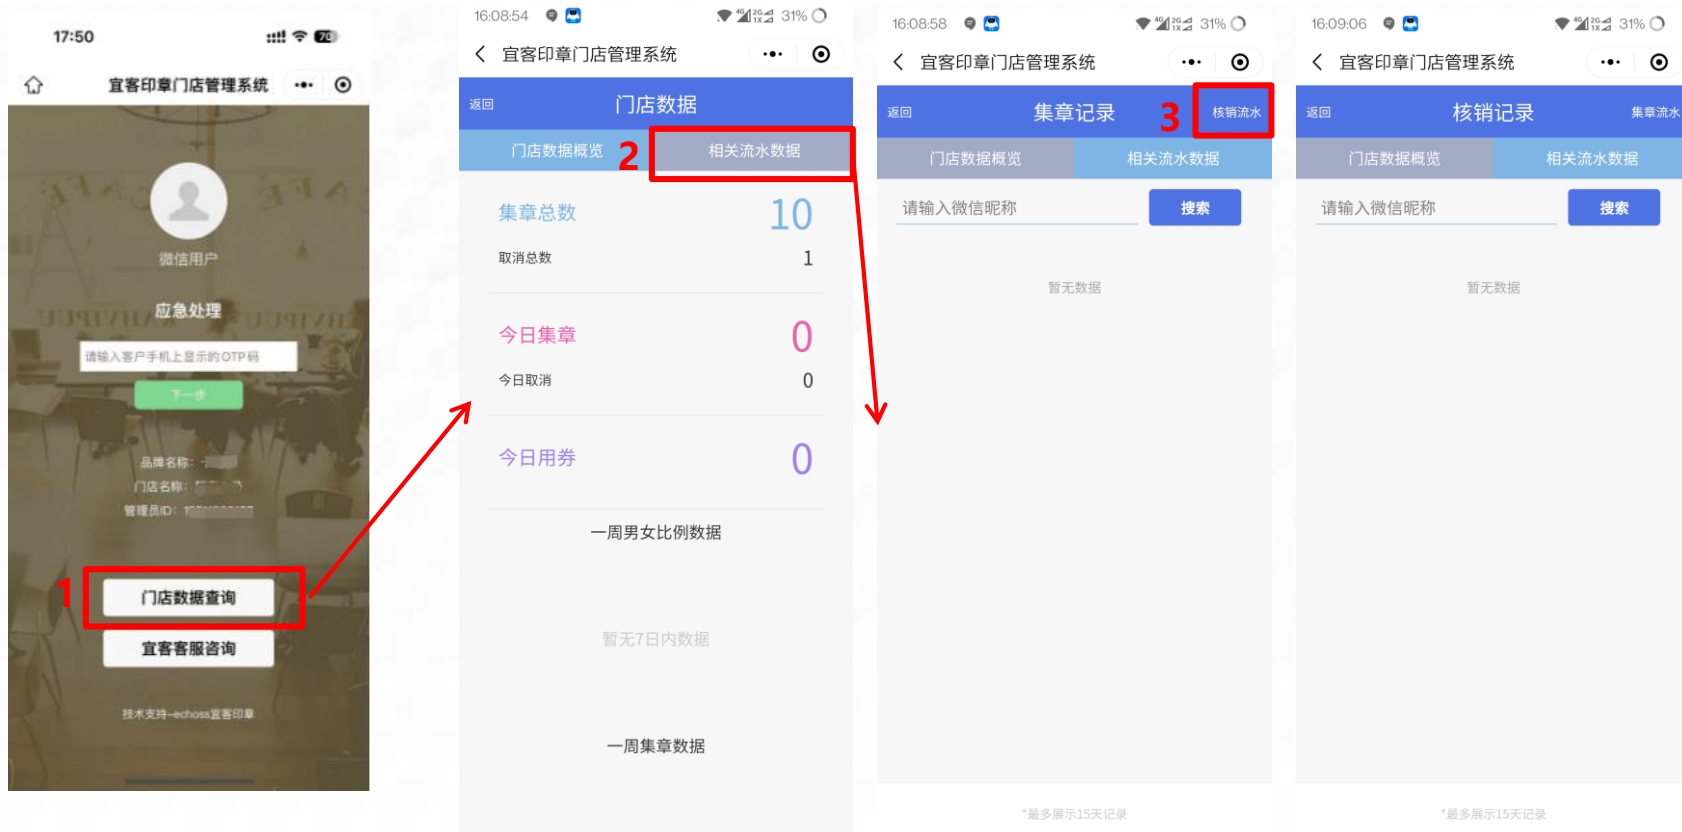 17:50
70
宜客印章门店管理系统
微信用户
应急处理
请输入客户手机上显示的OTP码
下一步
品牌名称：
门店名称：
管理员ID：
1
门店数据查询
宜客客服咨询
技术支持-echoss宜客印章
16:08:54
31%
宜客印章门店管理系统
返回
门店数据
门店数据概览
2
相关流水数据
集章总数
10
取消总数
1
今日集章
0
今日取消
0
今日用券
0
一周男女比例数据
暂无7日内数据
一周集章数据
16:08:58
31%
宜客印章门店管理系统
返回
集章记录
3
核销流水
门店数据概览
相关流水数据
请输入微信昵称
搜索
暂无数据
*最多展示15天记录
16:09:06
31%
宜客印章门店管理系统
返回
核销记录
集章流水
门店数据概览
相关流水数据
请输入微信昵称
搜索
暂无数据
*最多展示15天记录